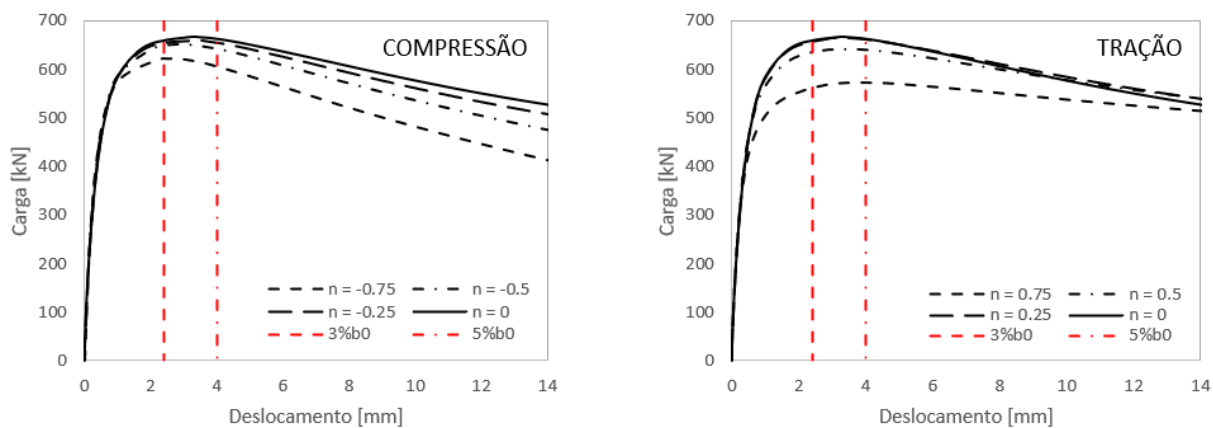 700
600
500
400
300
200
100
0
Carga [kN]
COMPRESSÃO
n = -0.75 n = -0.5
n = -0.25 n = 0
3%b0 5%b0
0 2 4 6 8 10 12 14
Deslocamento [mm]
700
600
500
400
300
200
100
0
Carga [kN]
TRAÇÃO
n = 0.75 n = 0.5
n = 0.25 n = 0
3%b0 5%b0
0 2 4 6 8 10 12 14
Deslocamento [mm]